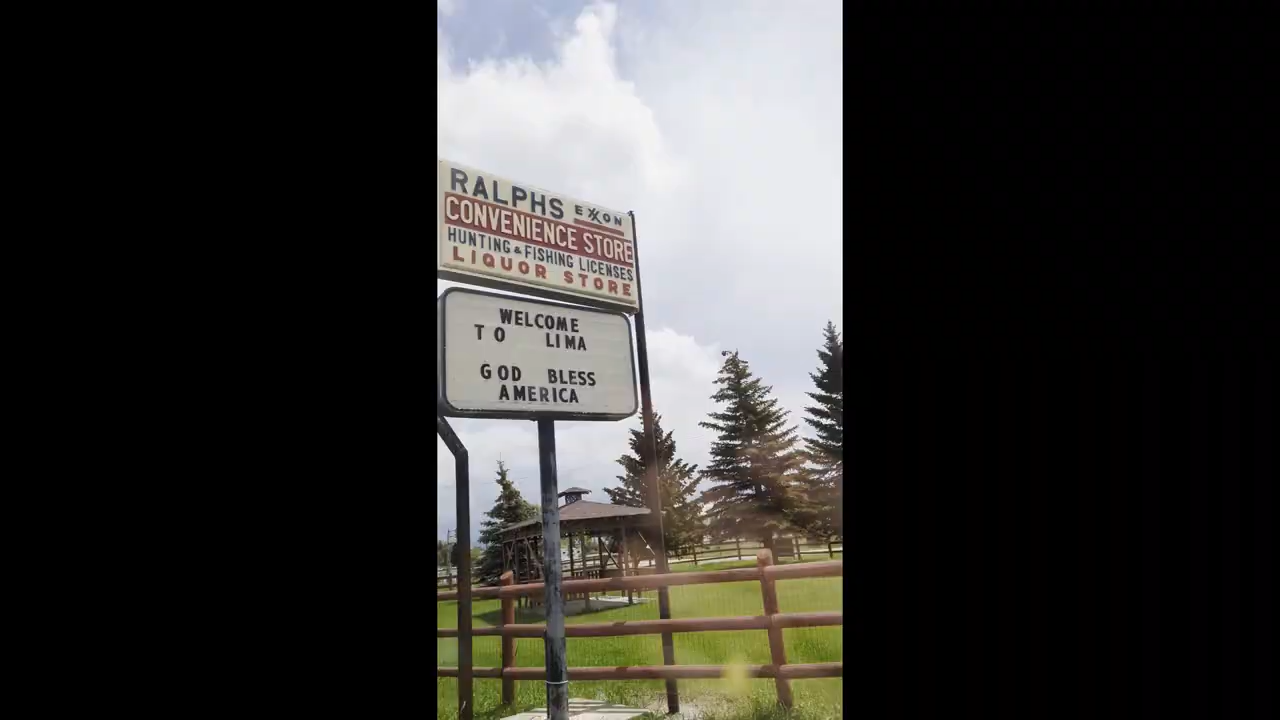 RALPHS EXXON
CONVENIENCE STORE
HUNTING & FISHING LICENSES
LIQUOR STORE
WELCOME
TO LIMA
GOD BLESS
AMERICA